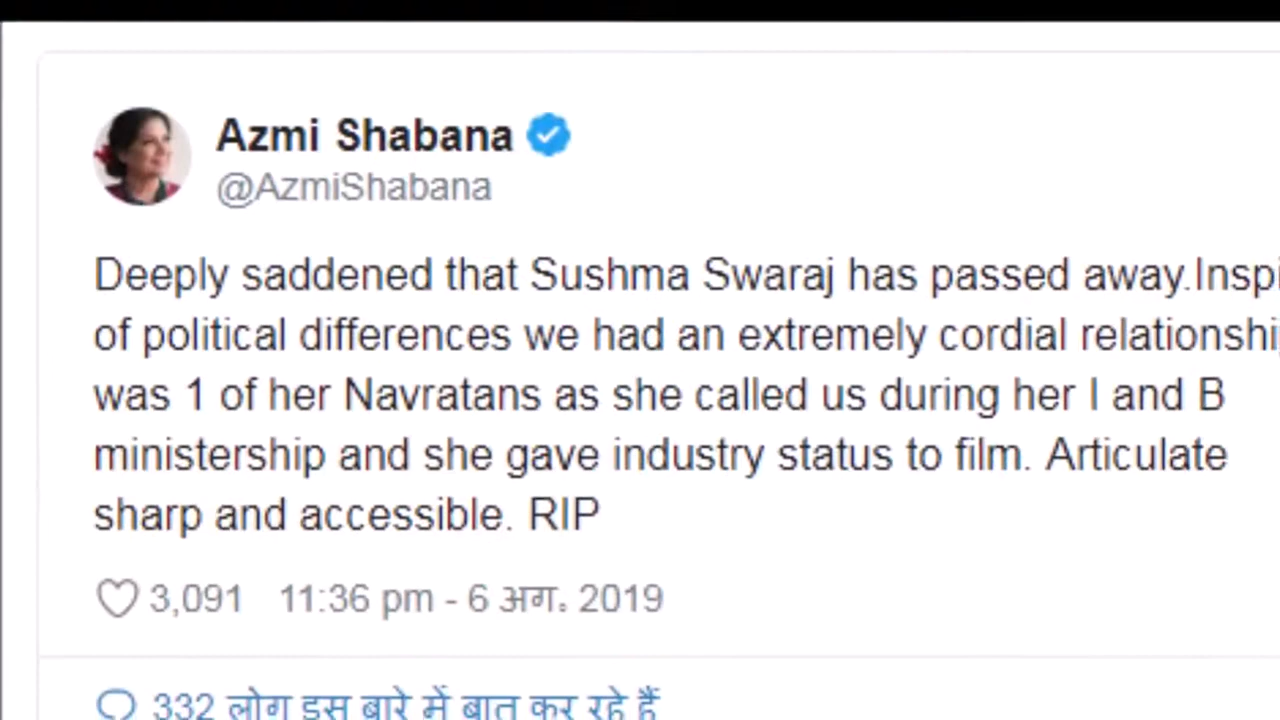 Azmi Shabana
@AzmiShabana
Deeply saddened that Sushma Swaraj has passed away.
of political differences we had an extremely cordial
was 1 of her Navratans as she called us during her I and B
ministership and she gave industry status to film. Articulate
sharp and accessible. RIP
3,091 11:36 pm - 6 अग॰ 2019
332 लोग इस बारे में बात कर रहे हैं